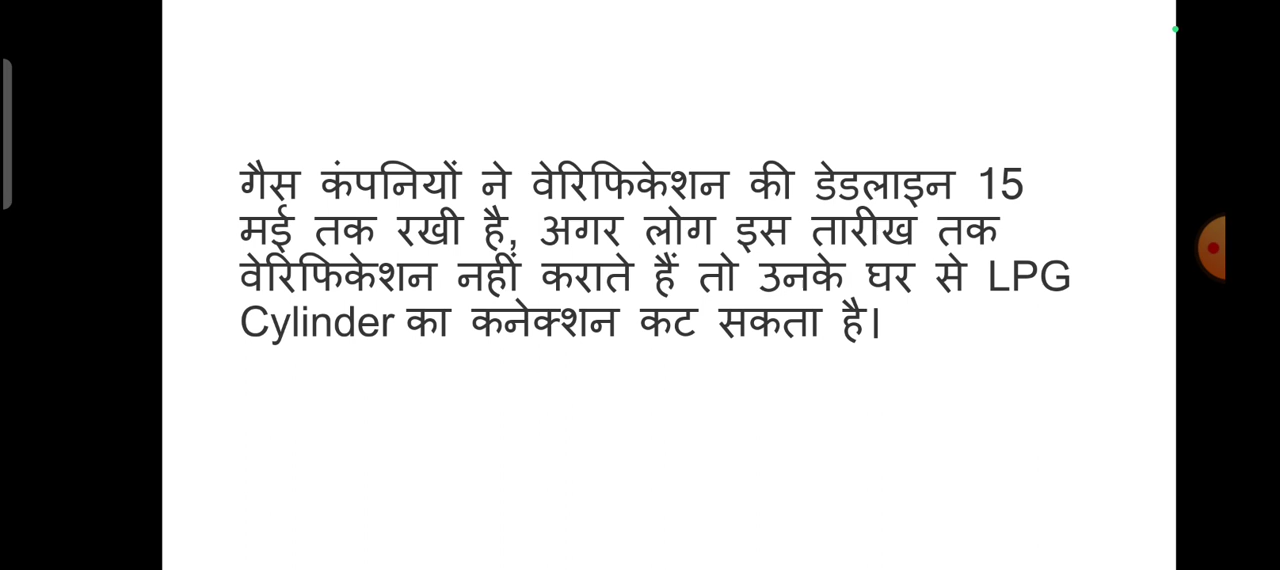 गैस कंपनियों ने वेरिफिकेशन की डेडलाइन 15
मई तक रखी है, अगर लोग इस तारीख तक
वेरिफिकेशन नहीं कराते हैं तो उनके घर से LPG
Cylinder का कनेक्शन कट सकता है।